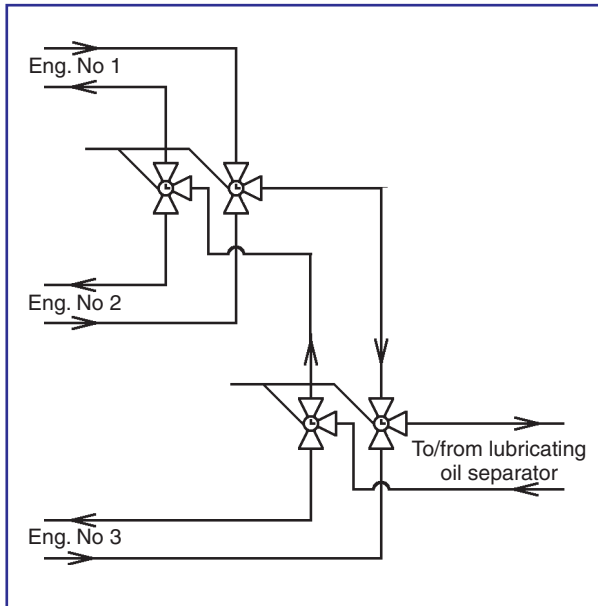 Eng. No 1
Eng. No 2
To/from lubricating
oil separator
Eng. No 3